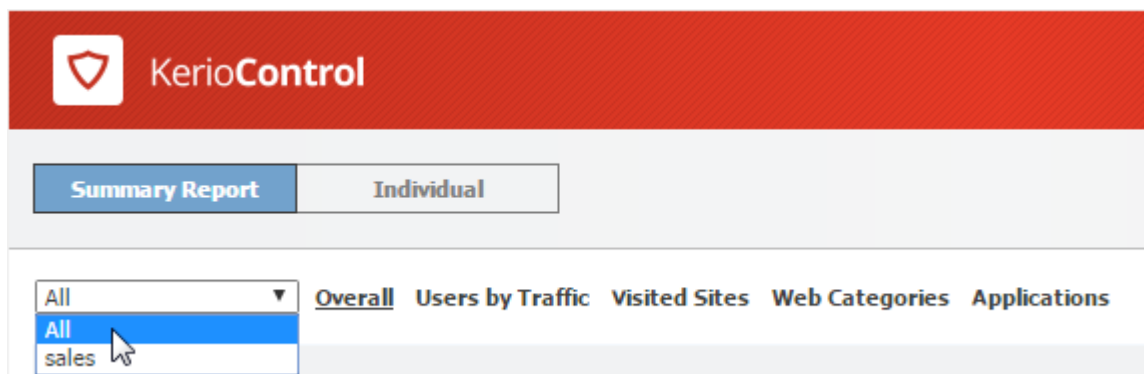 KerioControl
Summary Report Individual
All Overall Users by Traffic Visited Sites Web Categories Applications
All
sales